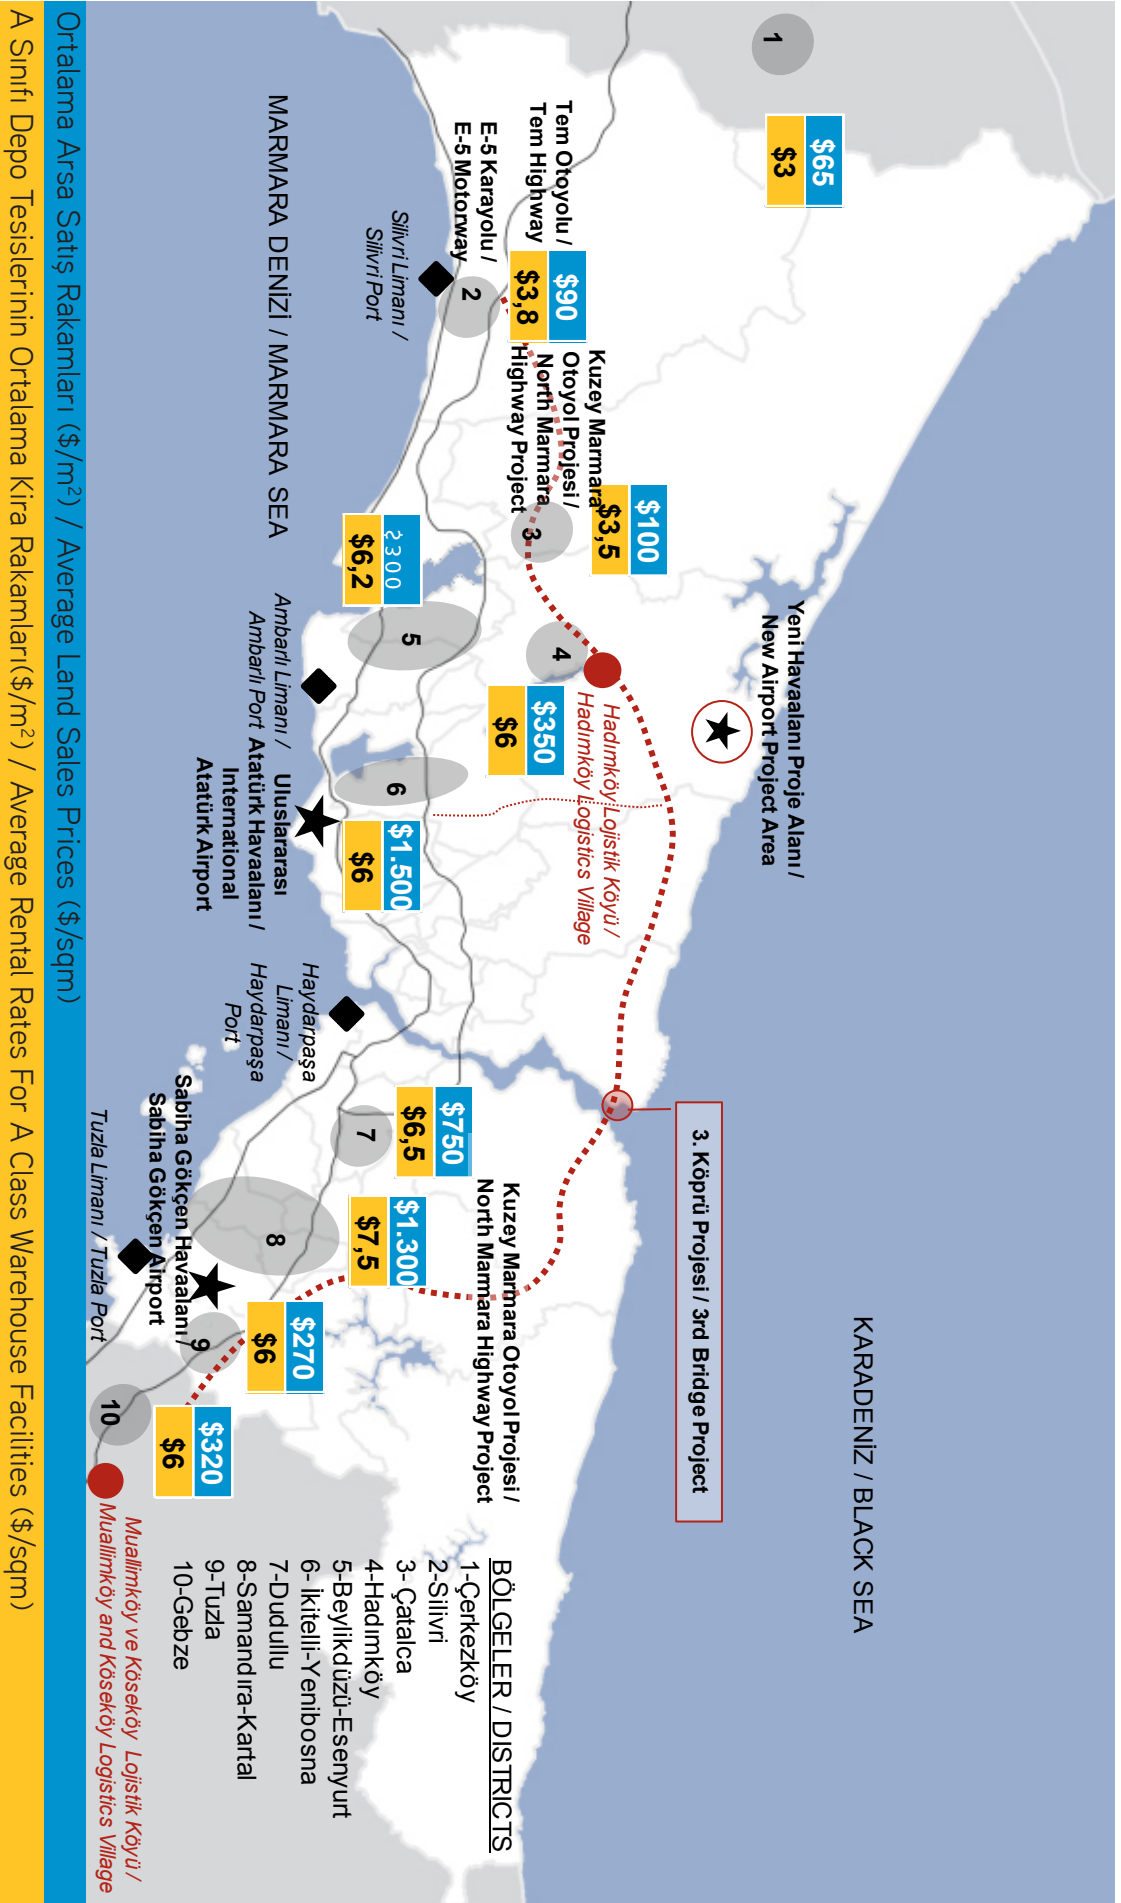 KARADENİZ / BLACK SEA
1
$65
$3
Yeni Havaalanı Proje Alanı /
New Airport Project Area
3. Köprü Projesi / 3rd Bridge Project
Tem Otoyolu /
Tem Highway
E-5 Karayolu /
E-5 Motorway
$90
$3,8
2
Silivri Limanı /
Silivri Port
Kuzey Marmara
Otoyol Projesi /
North Marmara
Highway Project
$100
$3,5
3
4
Hadımköy Lojistik Köyü /
Hadımköy Logistics Village
$350
$6
MARMARA DENİZİ / MARMARA SEA
$6,2
5
Ambarlı Limanı /
Ambarlı Port
6
$1.500
$6
Uluslararası
Atatürk Havaalanı /
International
Atatürk Airport
Haydarpaşa
Limanı /
Haydarpaşa
Port
$750
$6,5
7
Kuzey Marmara Otoyol Projesi /
North Marmara Highway Project
$1.300
$7,5
8
Sabiha Gökçen Havaalanı /
Sabiha Gökçen Airport
Tuzla Limanı / Tuzla Port
$270
$6
9
$320
$6
10
Muallimköy ve Köseköy Lojistik Köyü /
Muallimköy and Köseköy Logistics Village
BÖLGELER / DISTRICTS
1-Çerkezköy
2-Silivri
3- Çatalca
4-Hadımköy
5-Beylikdüzü-Esenyurt
6- İkitelli-Yenibosna
7-Dudullu
8-Samandıra-Kartal
9-Tuzla
10-Gebze
Ortalama Arsa Satış Rakamları ($/m²) / Average Land Sales Prices ($/sqm)
A Sınıfı Depo Tesislerinin Ortalama Kira Rakamları($/m²) / Average Rental Rates For A Class Warehouse Facilities ($/sqm)